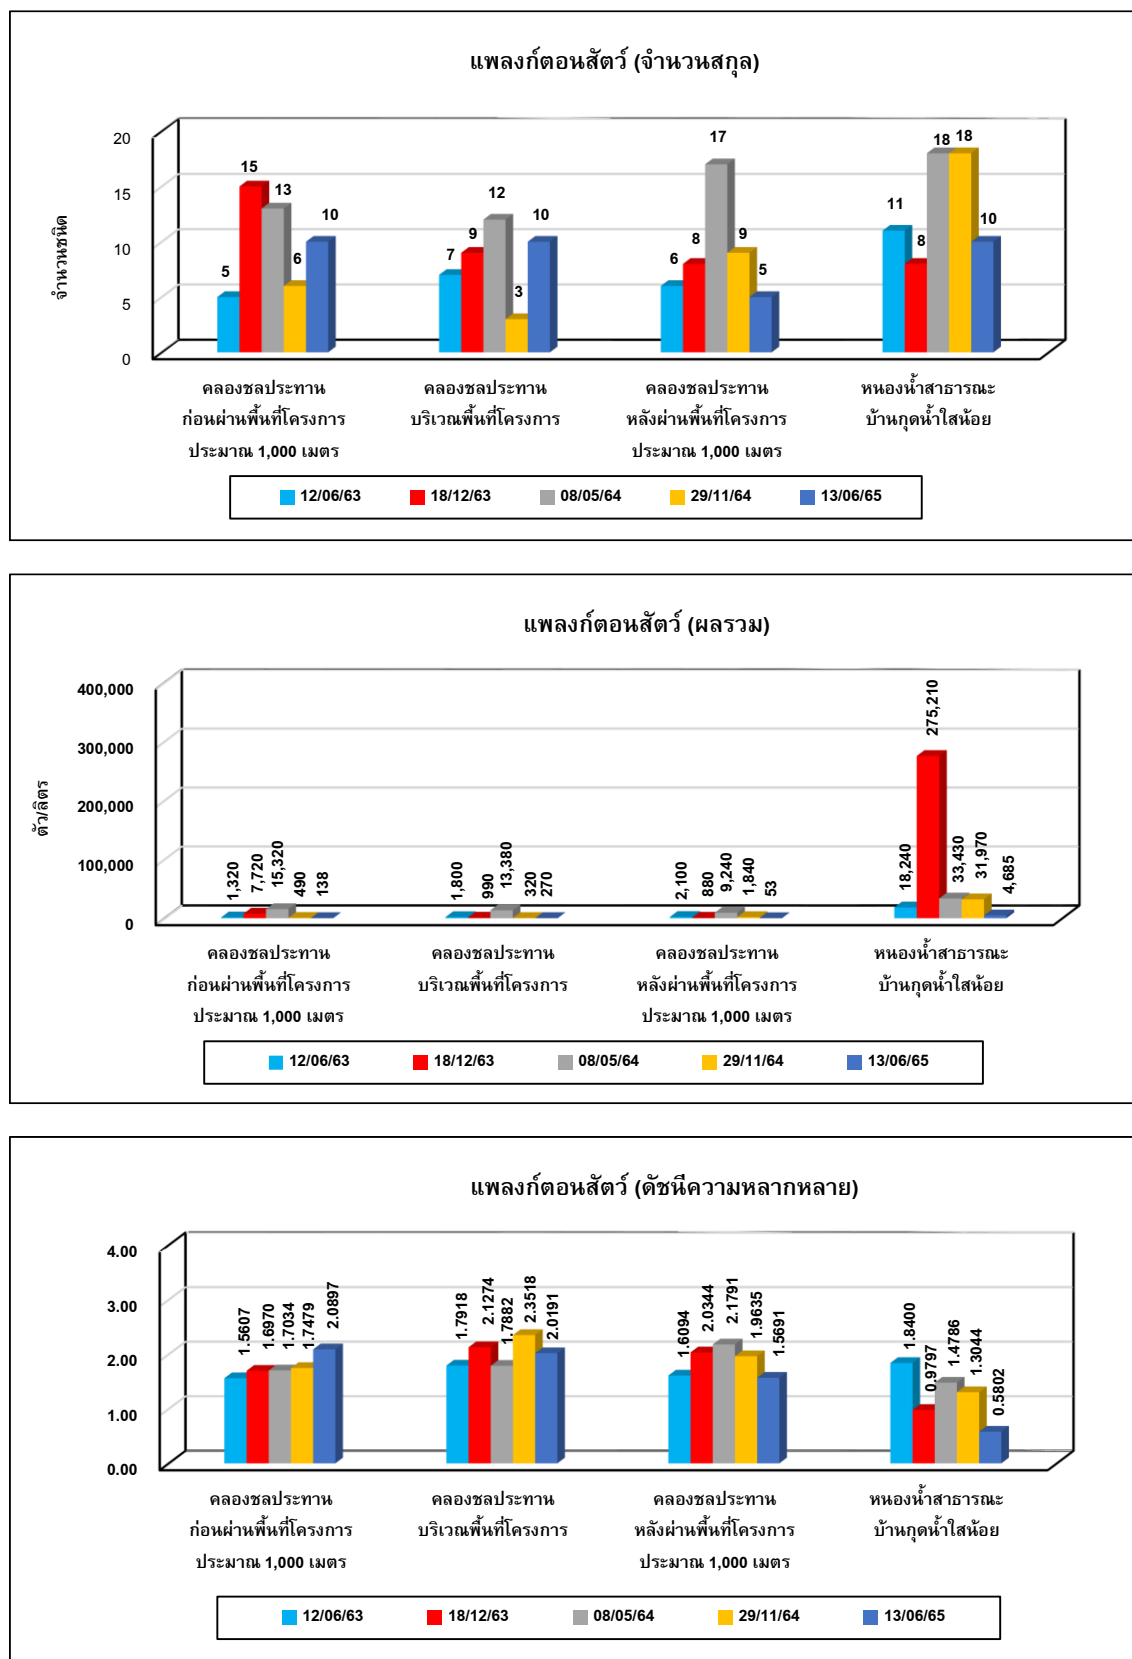 แพลงก์ตอนสัตว์ (จำนวนสกุล)
จำนวนชนิด
20
15
10
5
0
5 15 13 6 10
7 9 12 3 10
6 8 17 9 5
11 8 18 18 10
คลองชลประทาน
ก่อนผ่านพื้นที่โครงการ
ประมาณ 1,000 เมตร
คลองชลประทาน
บริเวณพื้นที่โครงการ
คลองชลประทาน
หลังผ่านพื้นที่โครงการ
ประมาณ 1,000 เมตร
หนองน้ำสาธารณะ
บ้านกุดน้ำใสน้อย
12/06/63 18/12/63 08/05/64 29/11/64 13/06/65
แพลงก์ตอนสัตว์ (ผลรวม)
ตัว/ลิตร
400,000
300,000
200,000
100,000
0
1,320 7,720 15,320 490 138
1,800 990 13,380 320 270
2,100 880 9,240 1,840 53
18,240 275,210 33,430 31,970 4,685
คลองชลประทาน
ก่อนผ่านพื้นที่โครงการ
ประมาณ 1,000 เมตร
คลองชลประทาน
บริเวณพื้นที่โครงการ
คลองชลประทาน
หลังผ่านพื้นที่โครงการ
ประมาณ 1,000 เมตร
หนองน้ำสาธารณะ
บ้านกุดน้ำใสน้อย
12/06/63 18/12/63 08/05/64 29/11/64 13/06/65
แพลงก์ตอนสัตว์ (ดัชนีความหลากหลาย)
4.00
3.00
2.00
1.00
0.00
1.5607 1.6970 1.7034 1.7479 2.0897
1.7918 2.1274 1.7882 2.3518 2.0191
1.6094 2.0344 2.1791 1.9635 1.5691
1.8400 0.9797 1.4786 1.3044 0.5802
คลองชลประทาน
ก่อนผ่านพื้นที่โครงการ
ประมาณ 1,000 เมตร
คลองชลประทาน
บริเวณพื้นที่โครงการ
คลองชลประทาน
หลังผ่านพื้นที่โครงการ
ประมาณ 1,000 เมตร
หนองน้ำสาธารณะ
บ้านกุดน้ำใสน้อย
12/06/63 18/12/63 08/05/64 29/11/64 13/06/65